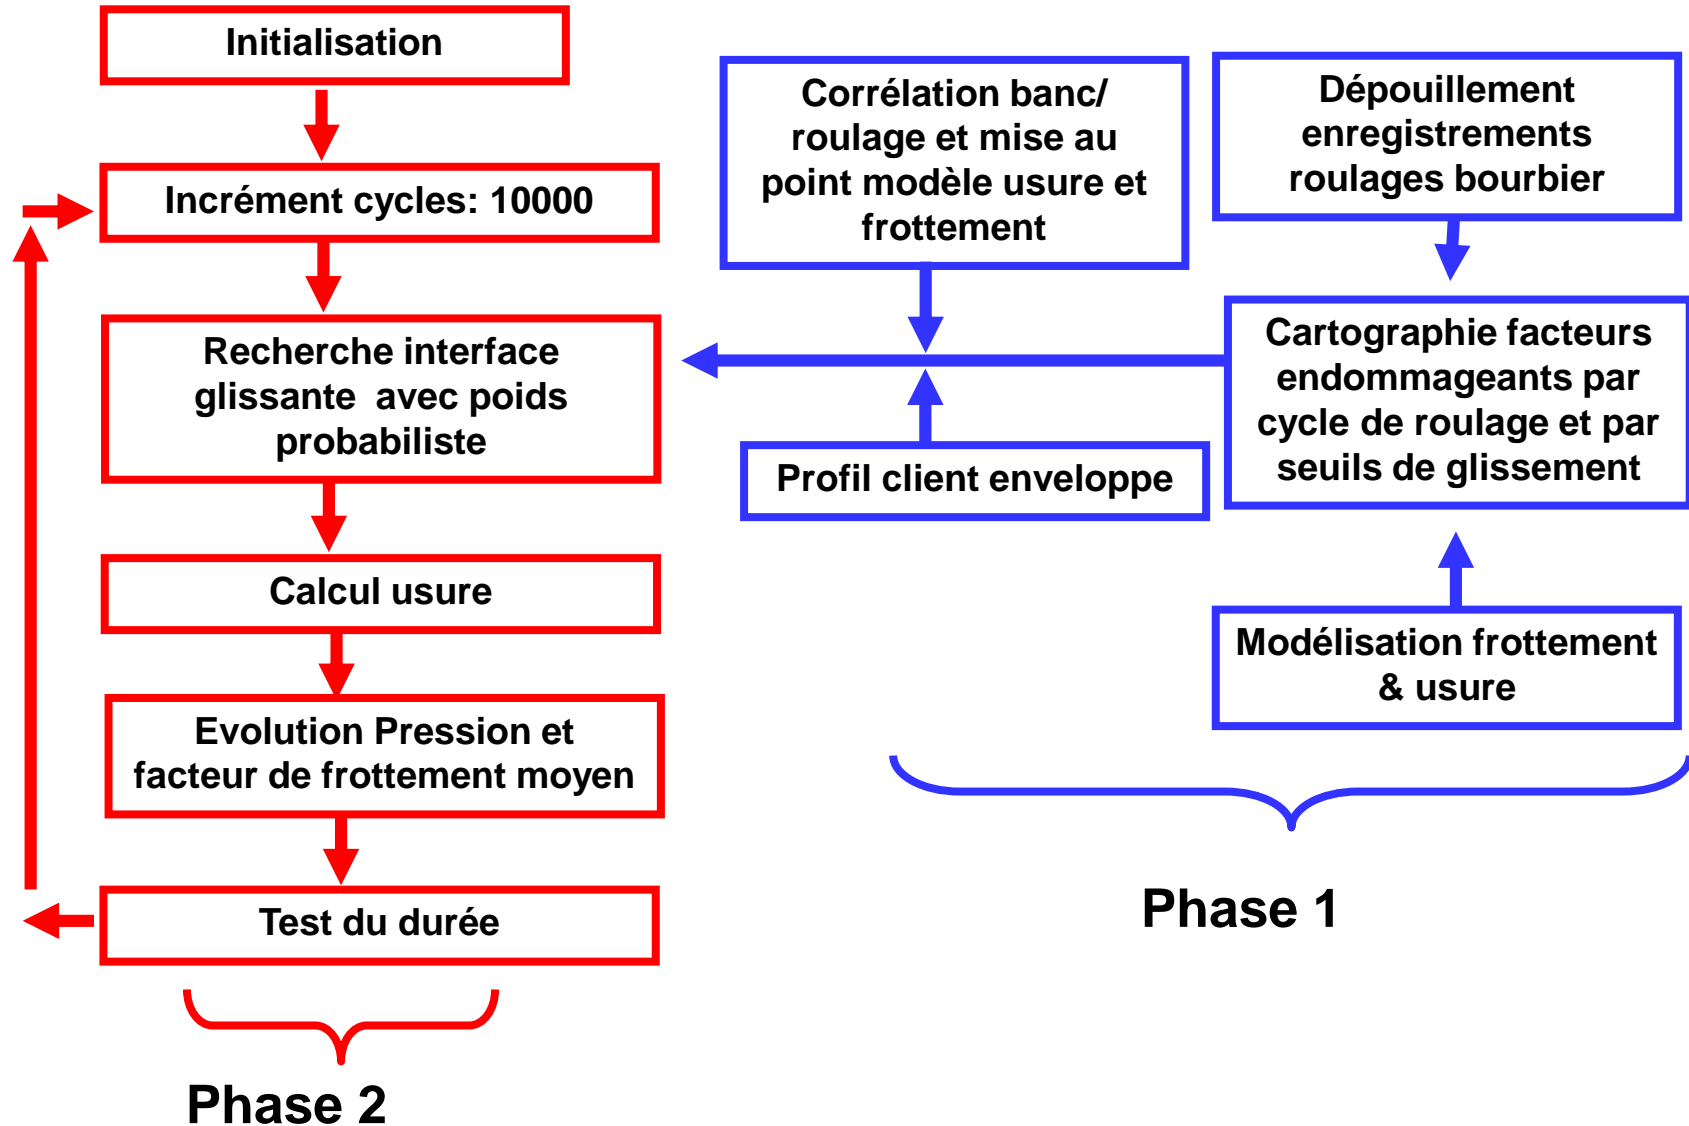 Initialisation
Incrément cycles: 10000
Recherche interface
glissante avec poids
probabiliste
Calcul usure
Evolution Pression et
facteur de frottement moyen
Test du durée
Phase 2
Corrélation banc/
roulage et mise au
point modèle usure et
frottement
Profil client enveloppe
Dépouillement
enregistrements
roulages bourbier
Cartographie facteurs
endommageants par
cycle de roulage et par
seuils de glissement
Modélisation frottement
& usure
Phase 1